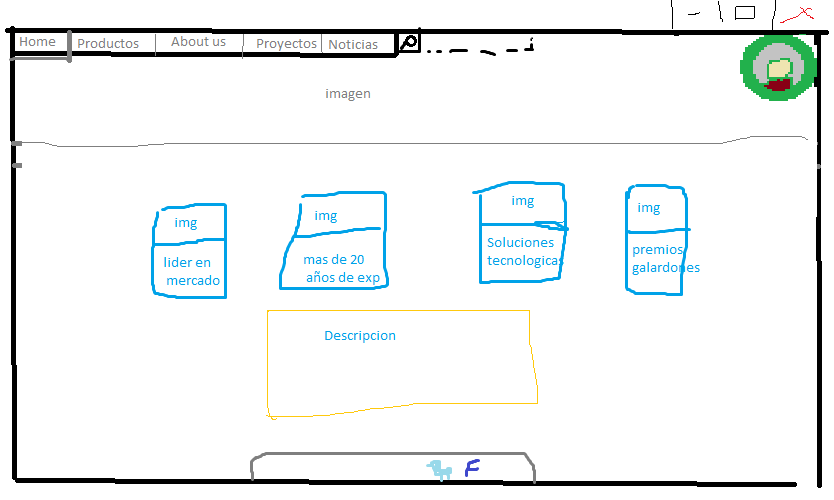 Home
Productos
About us
Proyectos
Noticias
imagen
img
lider en
mercado
img
mas de 20
años de exp
img
Soluciones
tecnologicas
img
premios
galardones
Descripcion
F